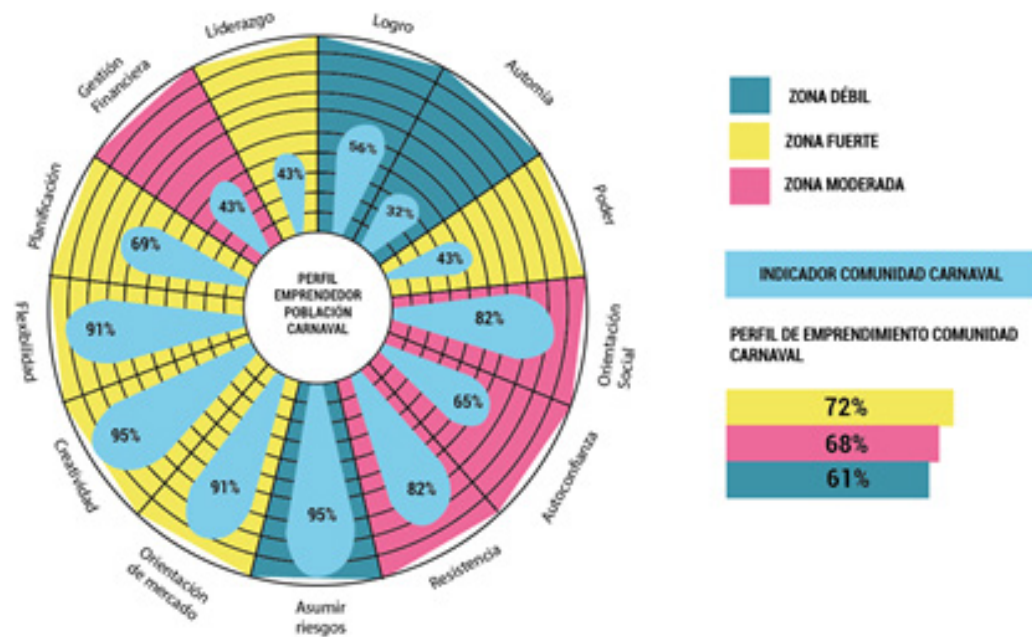 Liderazgo
Logro
Automía
Poder
Orientación
Social
Autoconfianza
Resistencia
Asumir
riesgos
Orientación
de mercado
Creatividad
Flexibilidad
Planificación
Gestión
Financiera
43%
56%
32%
43%
82%
65%
82%
95%
91%
95%
91%
69%
43%
PERFIL
EMPRENDEDOR
POBLACIÓN
CARNAVAL
ZONA DÉBIL
ZONA FUERTE
ZONA MODERADA
INDICADOR COMUNIDAD CARNAVAL
PERFIL DE EMPRENDIMIENTO COMUNIDAD
CARNAVAL
72%
68%
61%